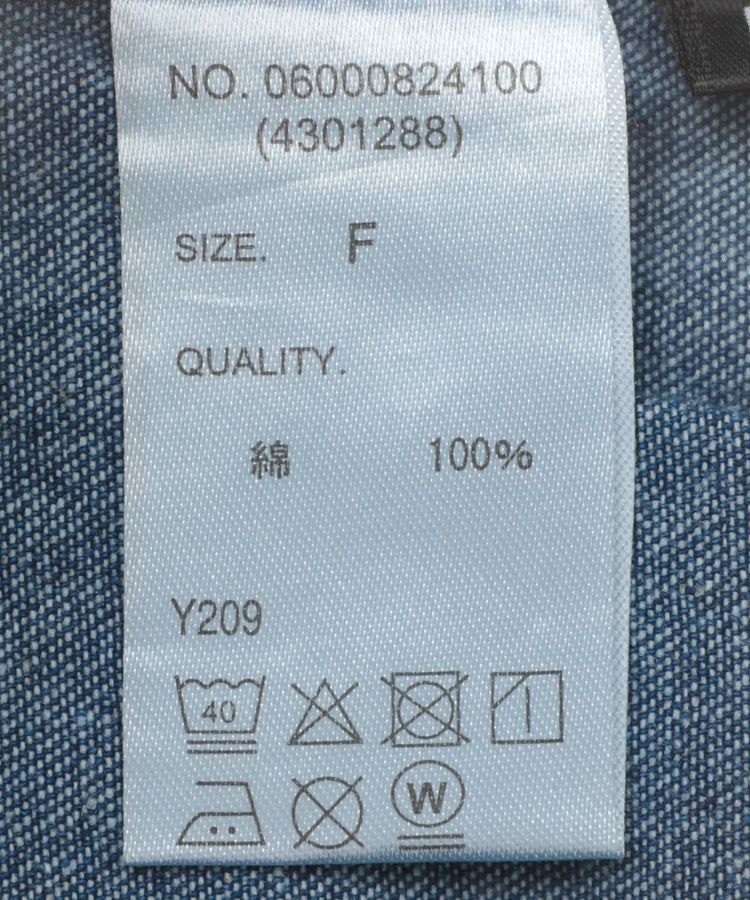 NO. 06000824100
(4301288)
SIZE. F
QUALITY.
綿 100%
Y209
40
W